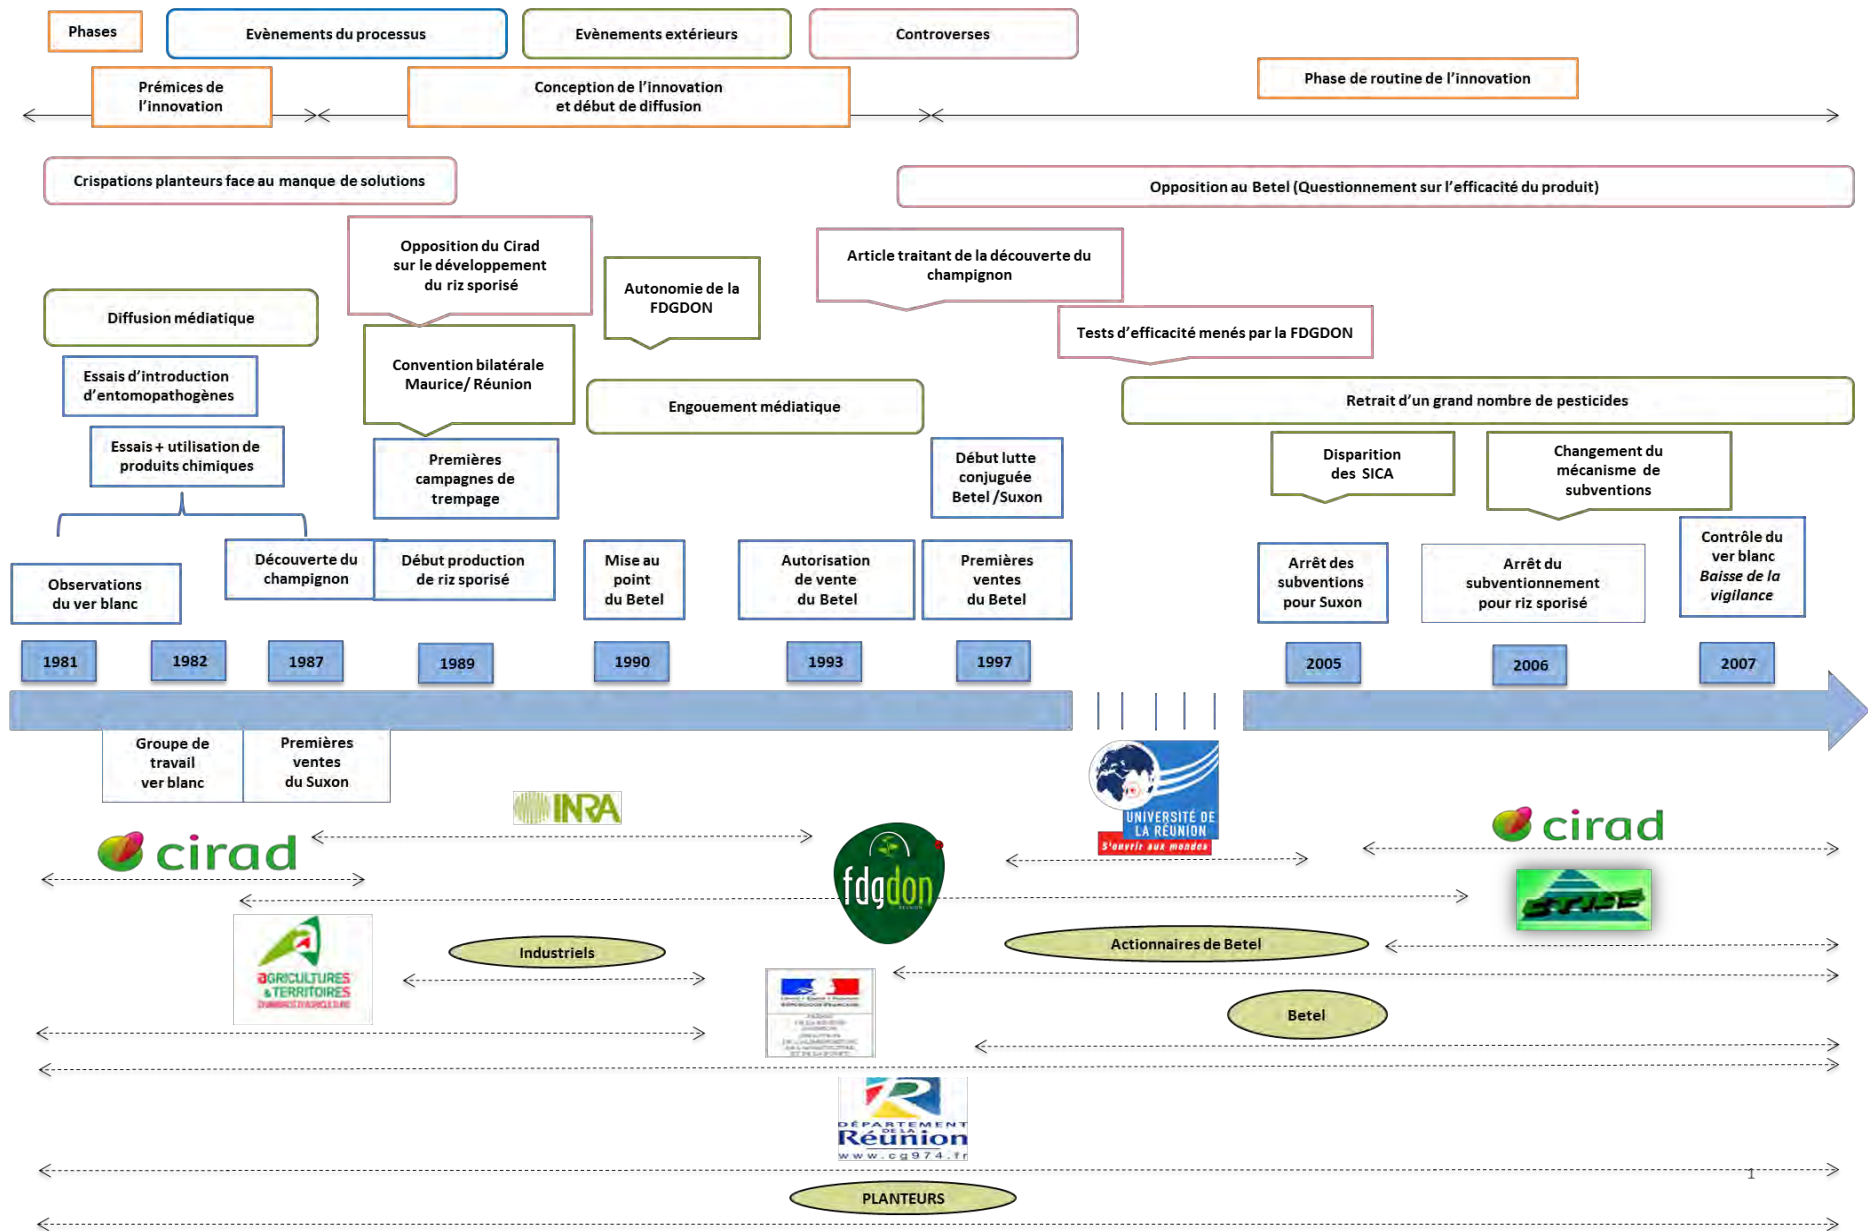 Phases
Evènements du processus
Evènements extérieurs
Controverses
Prémices de
l'innovation
Conception de l'innovation
et début de diffusion
Phase de routine de l'innovation
Crispations planteurs face au manque de solutions
Opposition au Betel (Questionnement sur l'efficacité du produit)
Opposition du Cirad
sur le développement
du riz sporisé
Article traitant de la découverte du
champignon
Autonomie de la
FDGDON
Diffusion médiatique
Tests d'efficacité menés par la FDGDON
Convention bilatérale
Maurice/ Réunion
Essais d'introduction
d'entomopathogènes
Engouement médiatique
Retrait d'un grand nombre de pesticides
Essais + utilisation de
produits chimiques
Premières
campagnes de
trempage
Début lutte
conjuguée
Betel /Suxon
Disparition
des SICA
Changement du
mécanisme de
subventions
Observations
du ver blanc
Découverte du
champignon
Début production
de riz sporisé
Mise au
point
du Betel
Autorisation
de vente
du Betel
Premières
ventes
du Betel
Arrêt des
subventions
pour Suxon
Arrêt du
subventionnement
pour riz sporisé
Contrôle du
ver blanc
Baisse de la
vigilance
1981
1982
1987
1989
1990
1993
1997
2005
2006
2007
Groupe de
travail
ver blanc
Premières
ventes
du Suxon
INRA
UNIVERSITÉ DE
LA RÉUNION
S'ouvrir aux mondes
cirad
fdgdon
cirad
AGRICULTURES
& TERRITOIRES
CHAMBRE D'AGRICULTURE
Industriels
Actionnaires de Betel
RÉPUBLIQUE FRANÇAISE
Betel
DÉPARTEMENT
DE LA
Réunion
www.cg974.fr
1
PLANTEURS